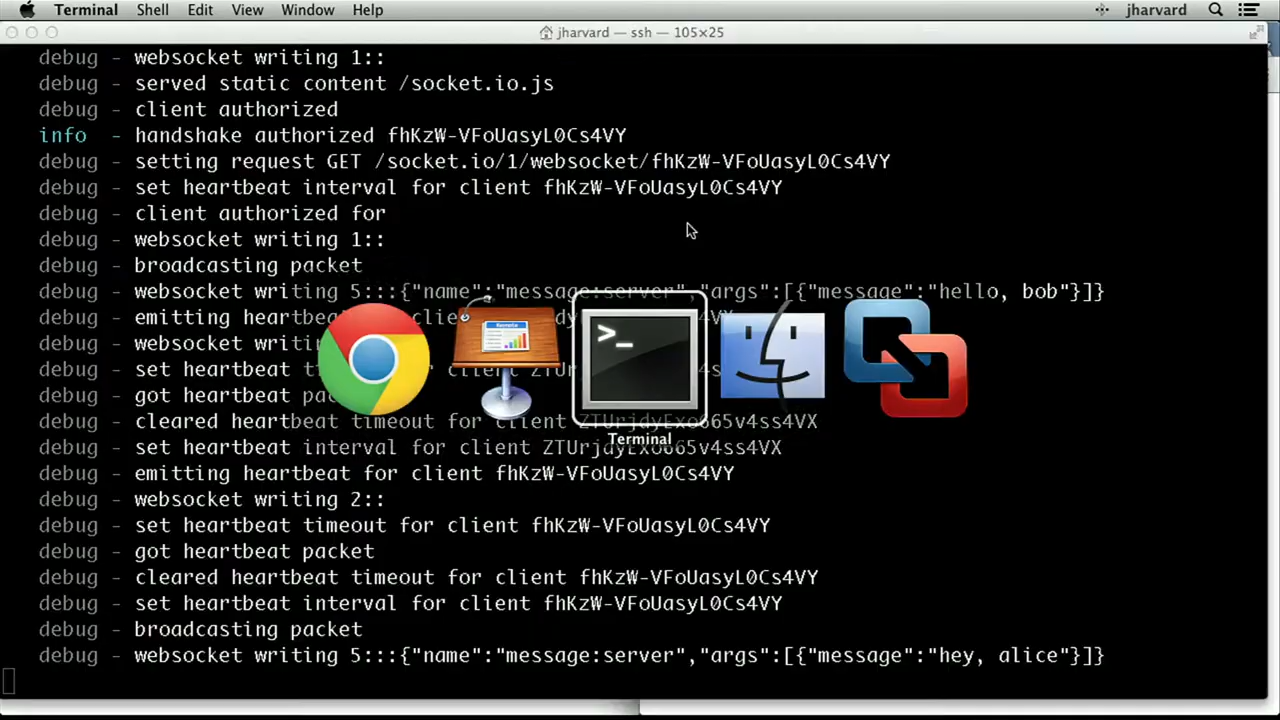 Terminal Shell Edit View Window Help jharvard
jharvard — ssh — 105×25
debug - websocket writing 1::
debug - served static content /socket.io.js
debug - client authorized
info - handshake authorized fhKzW-VFoUasyL0Cs4VY
debug - setting request GET /socket.io/1/websocket/fhKzW-VFoUasyL0Cs4VY
debug - set heartbeat interval for client fhKzW-VFoUasyL0Cs4VY
debug - client authorized for
debug - websocket writing 1::
debug - broadcasting packet
debug - websocket writing 5:::{"name":"message:server","args":[{"message":"hello, bob"}]}
debug - emitting heartbeat for client
debug - websocket
debug - set heartbeat
debug - got heartbeat
debug - cleared heartbeat timeout for client ZTUrjdyExo665v4ss4VX
debug - set heartbeat interval for client ZTUrjdyExo665v4ss4VX
Terminal
debug - emitting heartbeat for client fhKzW-VFoUasyL0Cs4VY
debug - websocket writing 2::
debug - set heartbeat timeout for client fhKzW-VFoUasyL0Cs4VY
debug - got heartbeat packet
debug - cleared heartbeat timeout for client fhKzW-VFoUasyL0Cs4VY
debug - set heartbeat interval for client fhKzW-VFoUasyL0Cs4VY
debug - broadcasting packet
debug - websocket writing 5:::{"name":"message:server","args":[{"message":"hey, alice"}]}